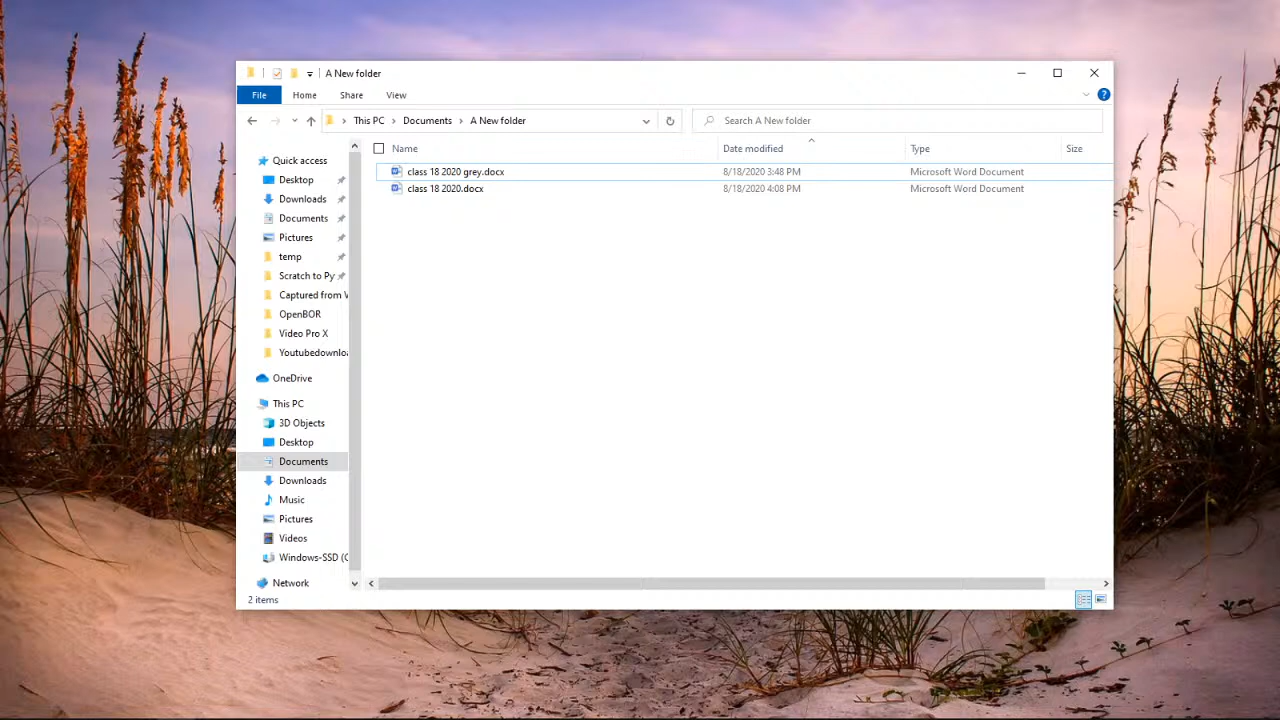 A New folder
File Home Share View
This PC Documents A New folder Search A New folder
Name Date modified Type Size
class 18 2020 grey.docx 8/18/2020 3:48 PM Microsoft Word Document
class 18 2020.docx 8/18/2020 4:08 PM Microsoft Word Document
Quick access
Desktop
Downloads
Documents
Pictures
temp
Scratch to Py
Captured from
OpenBOR
Video Pro X
Youtubedownlo
OneDrive
This PC
3D Objects
Desktop
Documents
Downloads
Music
Pictures
Videos
Windows-SSD (C
Network
2 items